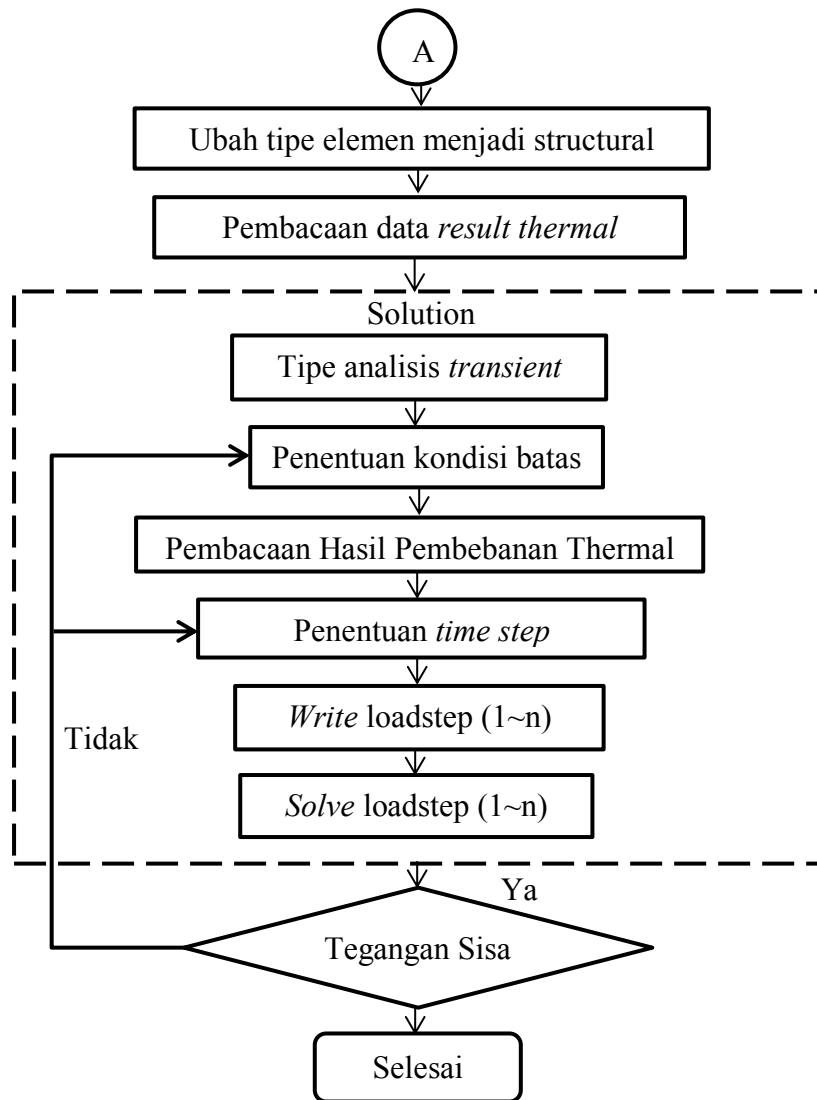 A
Ubah tipe elemen menjadi structural
Pembacaan data result thermal
Solution
Tipe analisis transient
Penentuan kondisi batas
Pembacaan Hasil Pembebanan Thermal
Penentuan time step
Write loadstep (1~n)
Tidak
Solve loadstep (1~n)
Ya
Tegangan Sisa
Selesai